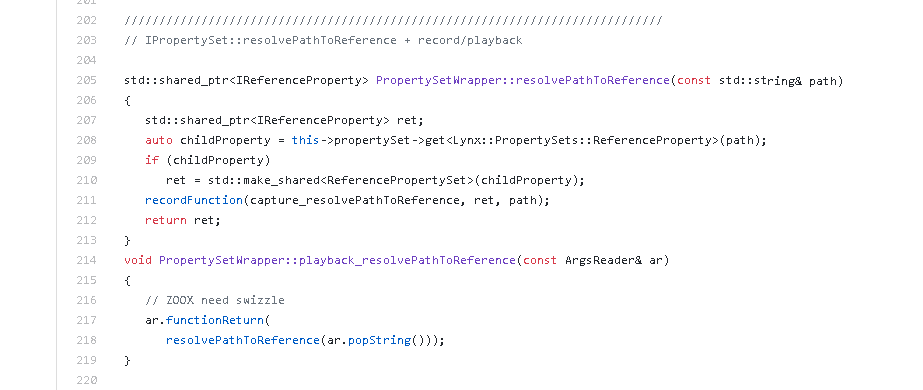 201
202 /////////////////////////////////////////////////////////////////////////////
203 // IPropertySet::resolvePathToReference + record/playback
204
205 std::shared_ptr<IReferenceProperty> PropertySetWrapper::resolvePathToReference(const std::string& path)
206 {
207 std::shared_ptr<IReferenceProperty> ret;
208 auto childProperty = this->propertySet->get<Lynx::PropertySets::ReferenceProperty>(path);
209 if (childProperty)
210 ret = std::make_shared<ReferencePropertySet>(childProperty);
211 recordFunction(capture_resolvePathToReference, ret, path);
212 return ret;
213 }
214 void PropertySetWrapper::playback_resolvePathToReference(const ArgsReader& ar)
215 {
216 // ZOOX need swizzle
217 ar.functionReturn(
218 resolvePathToReference(ar.popString()));
219 }
220